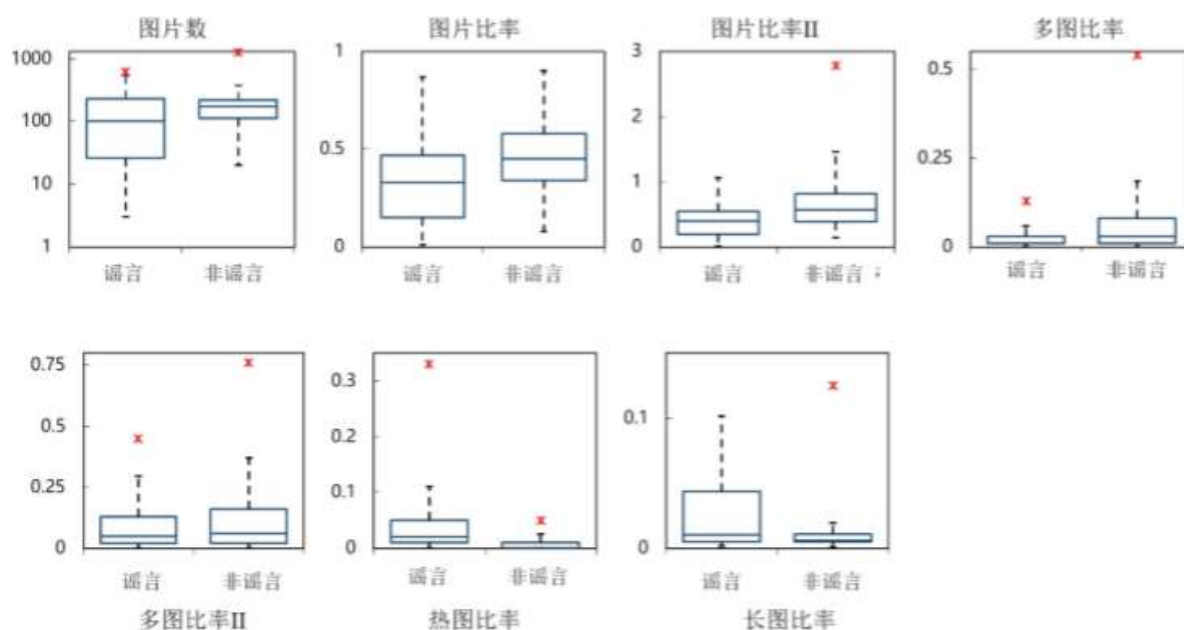 图片数 图片比率 图片比率II 多图比率
1000 100 10 1
1 0.5 0
3 2 1 0
0.5 0.25 0
谣言 非谣言 谣言 非谣言 谣言 非谣言 谣言 非谣言
0.75 0.5 0.25 0
0.3 0.2 0.1 0
0.1 0
谣言 非谣言 谣言 非谣言 谣言 非谣言
多图比率II 热图比率 长图比率